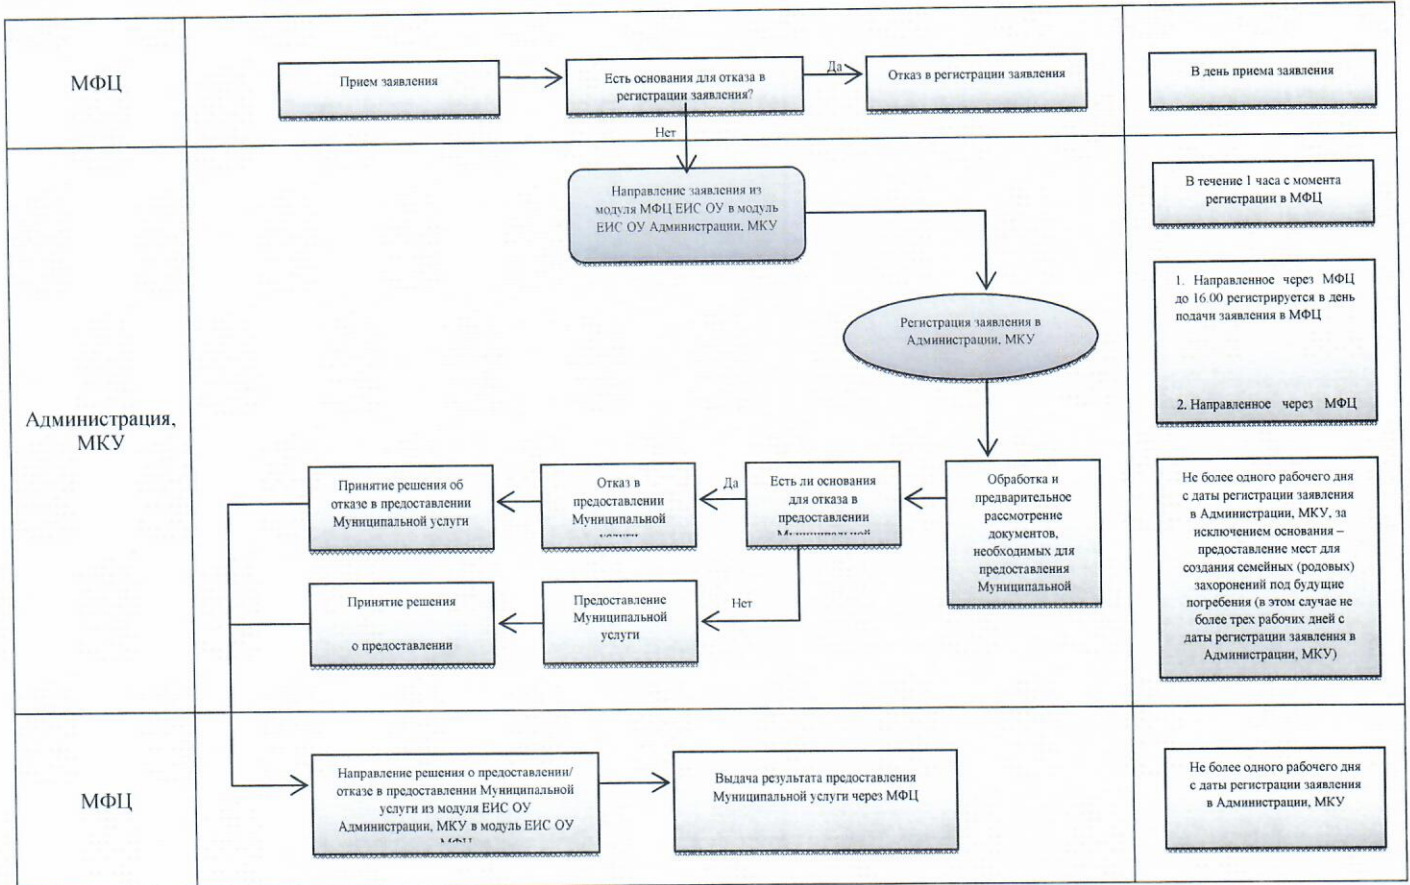 МФЦ
Прием заявления
Есть основания для отказа в
регистрации заявления?
Да
Отказ в регистрации заявления
В день приема заявления
Нет
Администрация,
МКУ
Направление заявления из
модуля МФЦ ЕИС ОУ в модуль
ЕИС ОУ Администрации, МКУ
В течение 1 часа с момента
регистрации в МФЦ
Регистрация заявления в
Администрации, МКУ
1. Направленное через МФЦ
до 16.00 регистрируется в день
подачи заявления в МФЦ
2. Направленное через МФЦ
Принятие решения об
отказе в предоставлении
Муниципальной услуги
Отказ в
предоставлении
Муниципальной
услуги
Да
Есть ли основания
для отказа в
предоставлении
Муниципальной
Обработка и
предварительное
рассмотрение
документов,
необходимых для
предоставления
Муниципальной
Не более одного рабочего дня
с даты регистрации заявления
в Администрации, МКУ, за
исключением основания –
предоставление мест для
создания семейных (родовых)
захоронений под будущие
погребения (в этом случае не
более трех рабочих дней с
даты регистрации заявления в
Администрации, МКУ)
Принятие решения
о предоставлении
Предоставление
Муниципальной
услуги
Нет
МФЦ
Направление решения о предоставлении/
отказе в предоставлении Муниципальной
услуги из модуля ЕИС ОУ
Администрации, МКУ в модуль ЕИС ОУ
МФЦ
Выдача результата предоставления
Муниципальной услуги через МФЦ
Не более одного рабочего дня
с даты регистрации заявления
в Администрации, МКУ